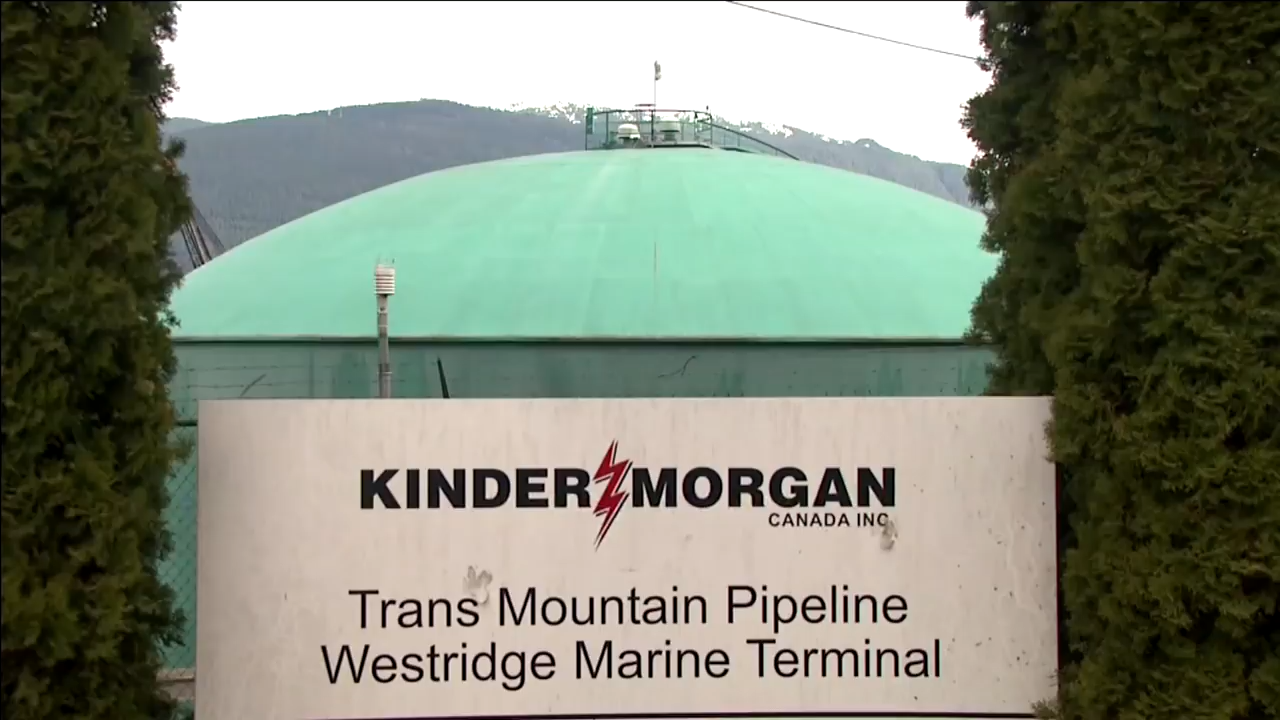 KINDER MORGAN
CANADA INC
Trans Mountain Pipeline
Westridge Marine Terminal